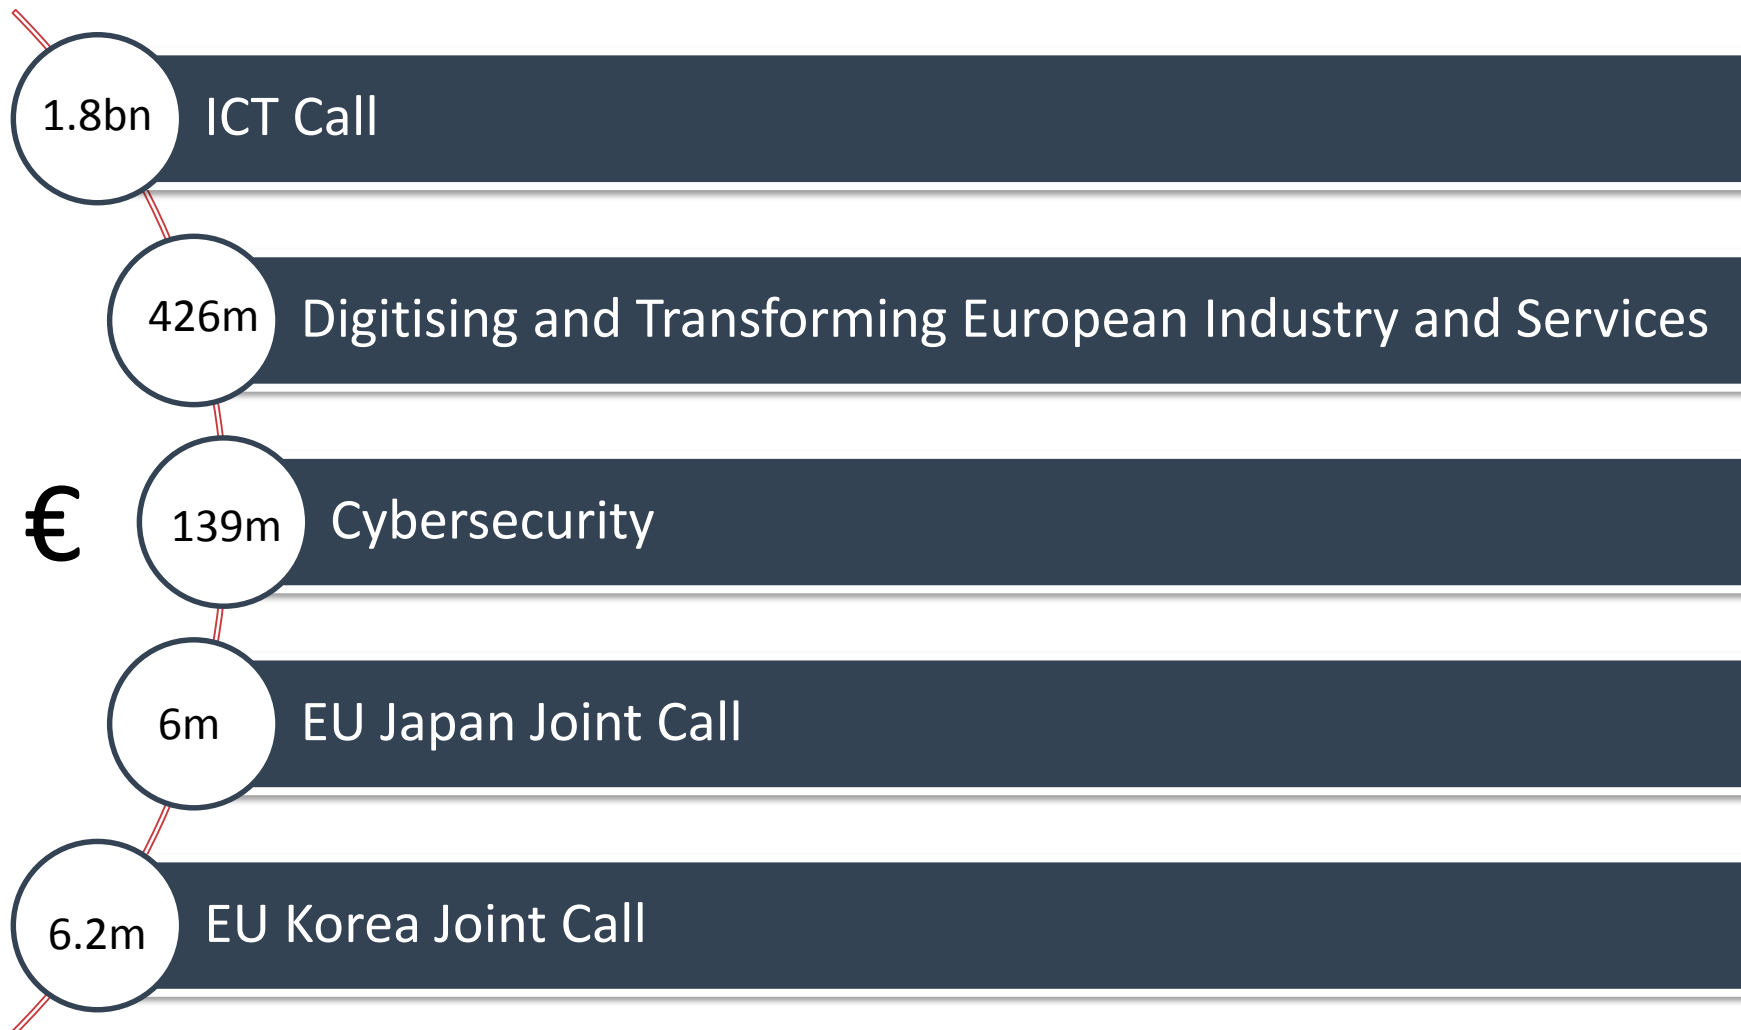 1.8bn ICT Call
426m Digitising and Transforming European Industry and Services
€
139m Cybersecurity
6m EU Japan Joint Call
6.2m EU Korea Joint Call